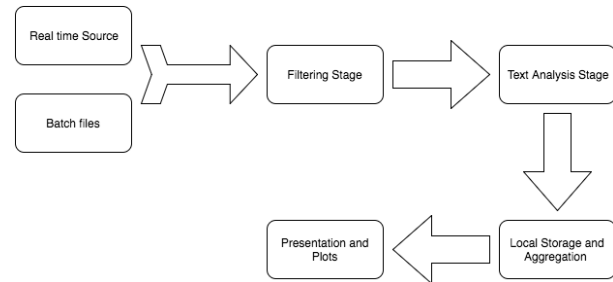 Real time Source
Batch files
Filtering Stage
Text Analysis Stage
Presentation and
Plots
Local Storage and
Aggregation